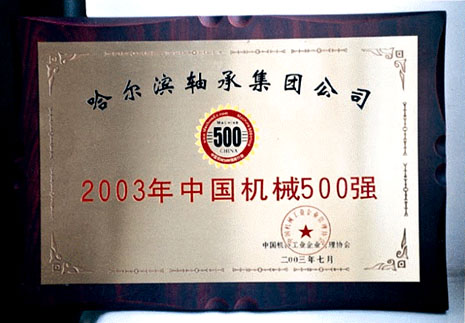 哈尔滨轴承集团公司
500
CHINA
2003年中国机械500强
中国机械工业企业管理协会
二00三年七月